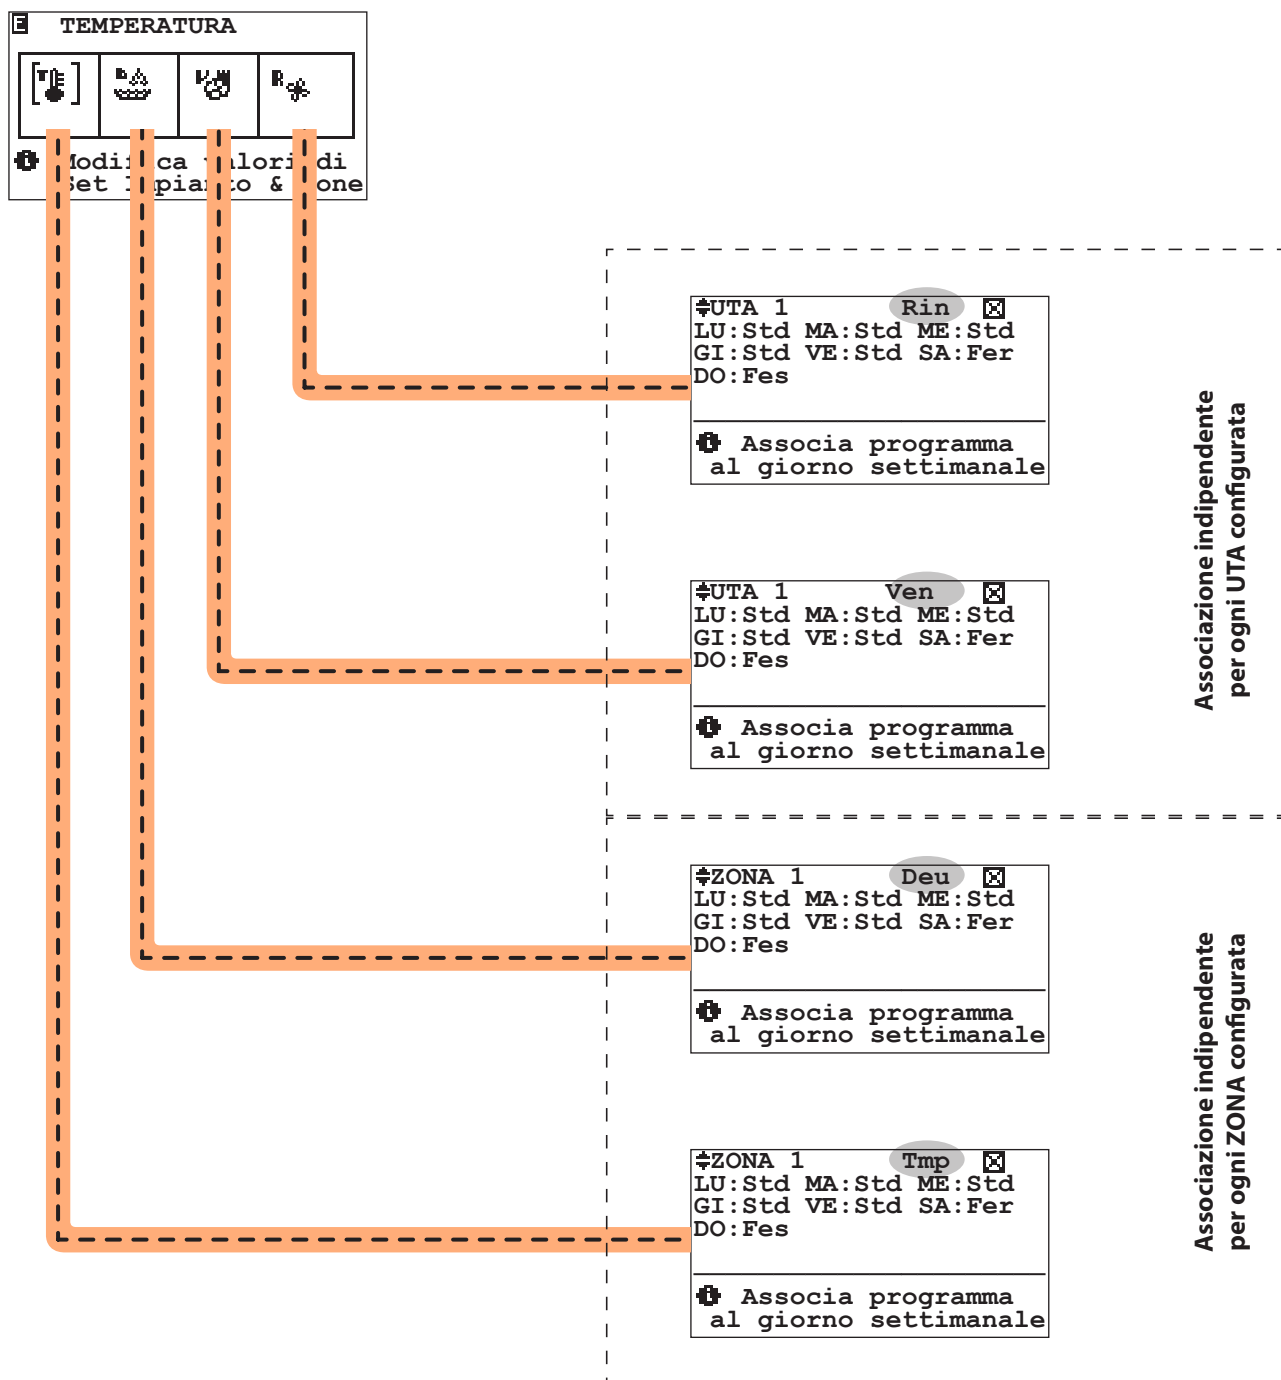 E TEMPERATURA
T D V/W R
Modifica valori di
Set Impianto & Zone
UTA 1 Rin
LU:Std MA:Std ME:Std
GI:Std VE:Std SA:Fer
DO:Fes
Associa programma
al giorno settimanale
UTA 1 Ven
LU:Std MA:Std ME:Std
GI:Std VE:Std SA:Fer
DO:Fes
Associa programma
al giorno settimanale
Associazione indipendente
per ogni UTA configurata
ZONA 1 Deu
LU:Std MA:Std ME:Std
GI:Std VE:Std SA:Fer
DO:Fes
Associa programma
al giorno settimanale
ZONA 1 Tmp
LU:Std MA:Std ME:Std
GI:Std VE:Std SA:Fer
DO:Fes
Associa programma
al giorno settimanale
Associazione indipendente
per ogni ZONA configurata